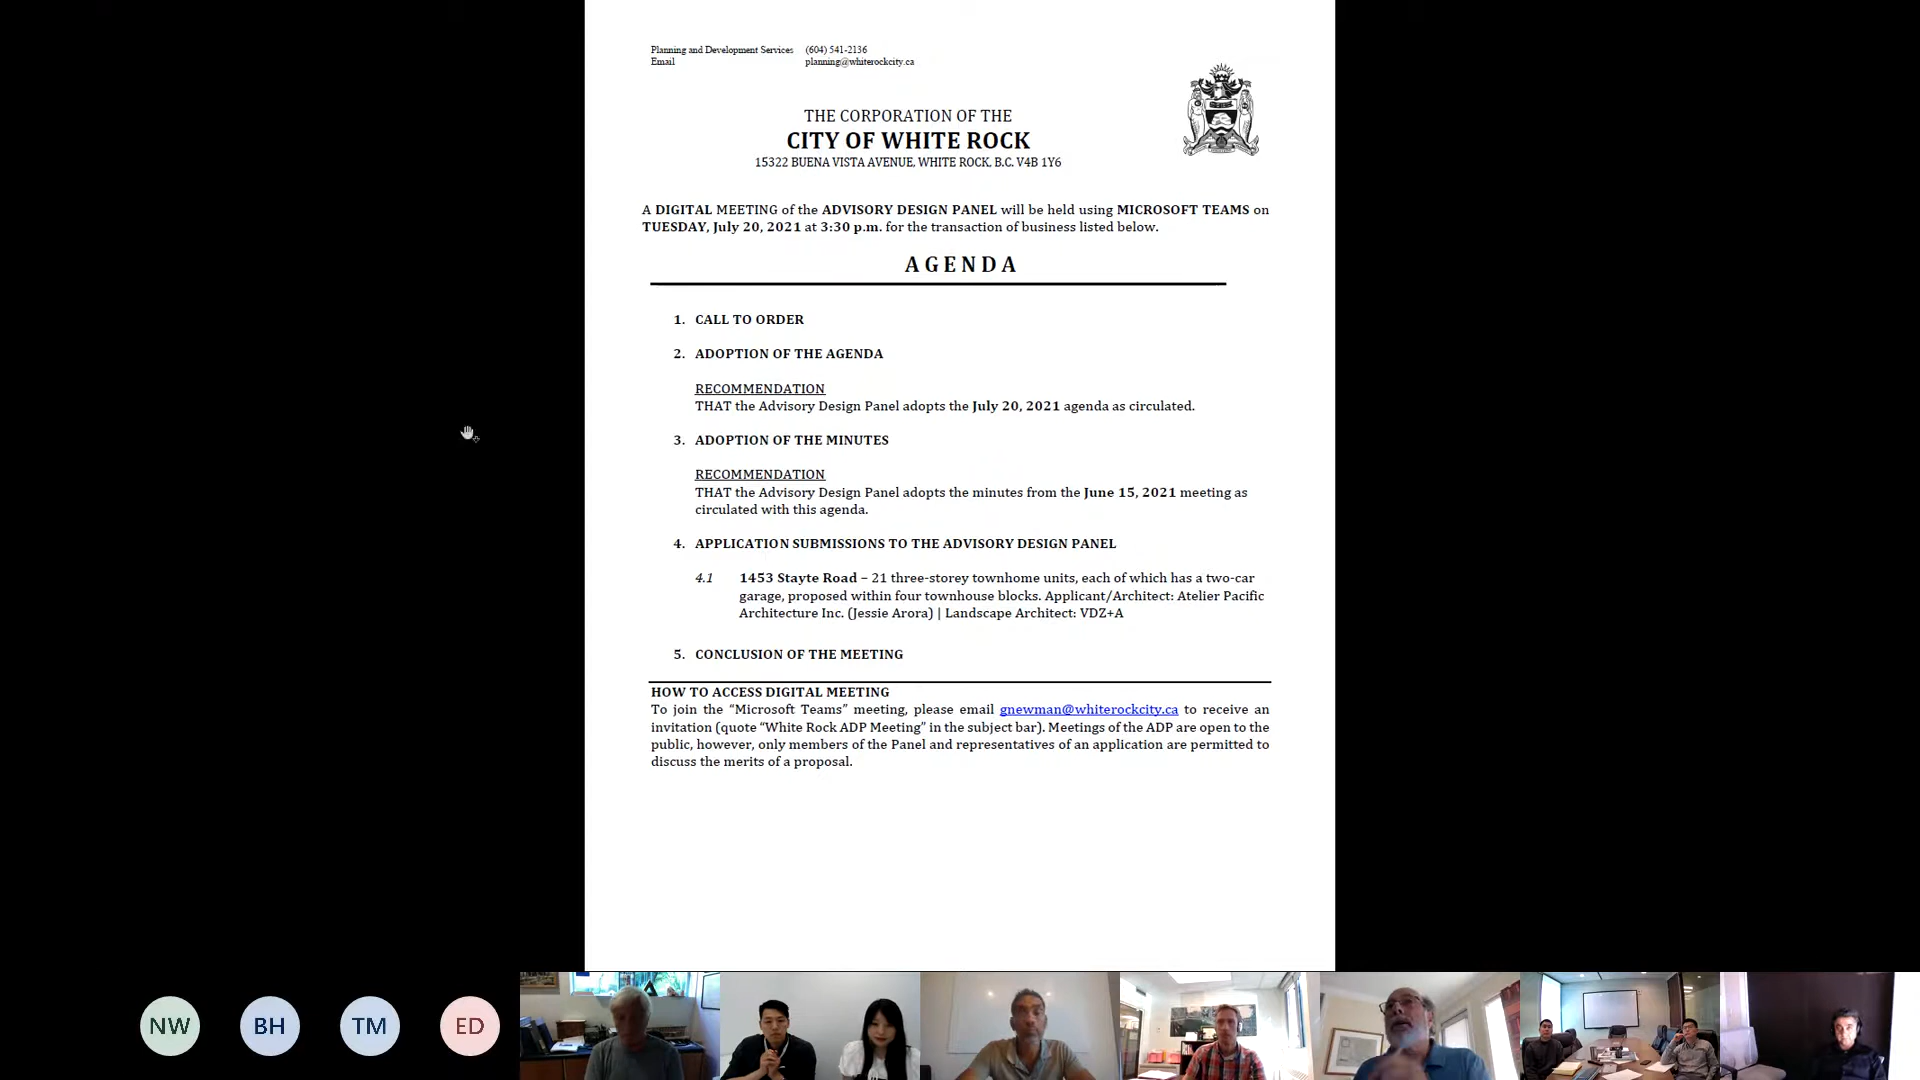 Planning and Development Services (604) 541-2136
Email planning@whiterockcity.ca
THE CORPORATION OF THE
CITY OF WHITE ROCK
15322 BUENA VISTA AVENUE, WHITE ROCK, B.C. V4B 1Y6
A DIGITAL MEETING of the ADVISORY DESIGN PANEL will be held using MICROSOFT TEAMS on
TUESDAY, July 20, 2021 at 3:30 p.m. for the transaction of business listed below.
AGENDA
1. CALL TO ORDER
2. ADOPTION OF THE AGENDA
RECOMMENDATION
THAT the Advisory Design Panel adopts the July 20, 2021 agenda as circulated.
3. ADOPTION OF THE MINUTES
RECOMMENDATION
THAT the Advisory Design Panel adopts the minutes from the June 15, 2021 meeting as
circulated with this agenda.
4. APPLICATION SUBMISSIONS TO THE ADVISORY DESIGN PANEL
4.1 1453 Stayte Road – 21 three-storey townhome units, each of which has a two-car
garage, proposed within four townhouse blocks. Applicant/Architect: Atelier Pacific
Architecture Inc. (Jessie Arora) | Landscape Architect: VDZ+A
5. CONCLUSION OF THE MEETING
HOW TO ACCESS DIGITAL MEETING
To join the “Microsoft Teams” meeting, please email gnewman@whiterockcity.ca to receive an
invitation (quote “White Rock ADP Meeting” in the subject bar). Meetings of the ADP are open to the
public, however, only members of the Panel and representatives of an application are permitted to
discuss the merits of a proposal.
NW BH TM ED